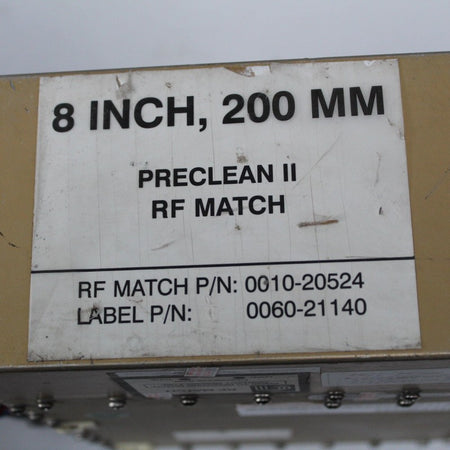 8 INCH, 200 MM
PRECLEAN II
RF MATCH
RF MATCH P/N: 0010-20524
LABEL P/N: 0060-21140